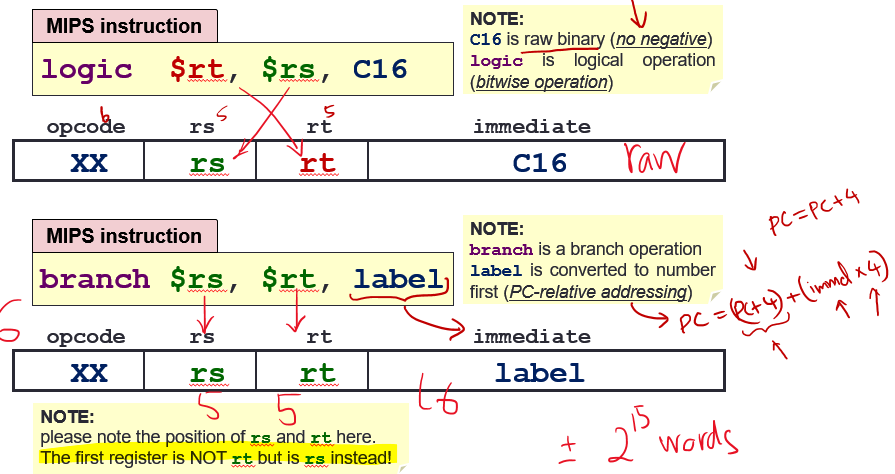 MIPS instruction
logic $rt, $rs, C16
NOTE:
C16 is raw binary (no negative)
logic is logical operation
(bitwise operation)
6 5 5
opcode rs rt immediate
XX rs rt C16 raw
MIPS instruction
branch $rs, $rt, label
NOTE:
branch is a branch operation
label is converted to number
first (PC-relative addressing)
PC=PC+4
PC=(PC+4)+(immd×4)
6
opcode rs rt immediate
XX rs rt label
5 5 16
NOTE:
please note the position of rs and rt here.
The first register is NOT rt but is rs instead!
± 2^15 words